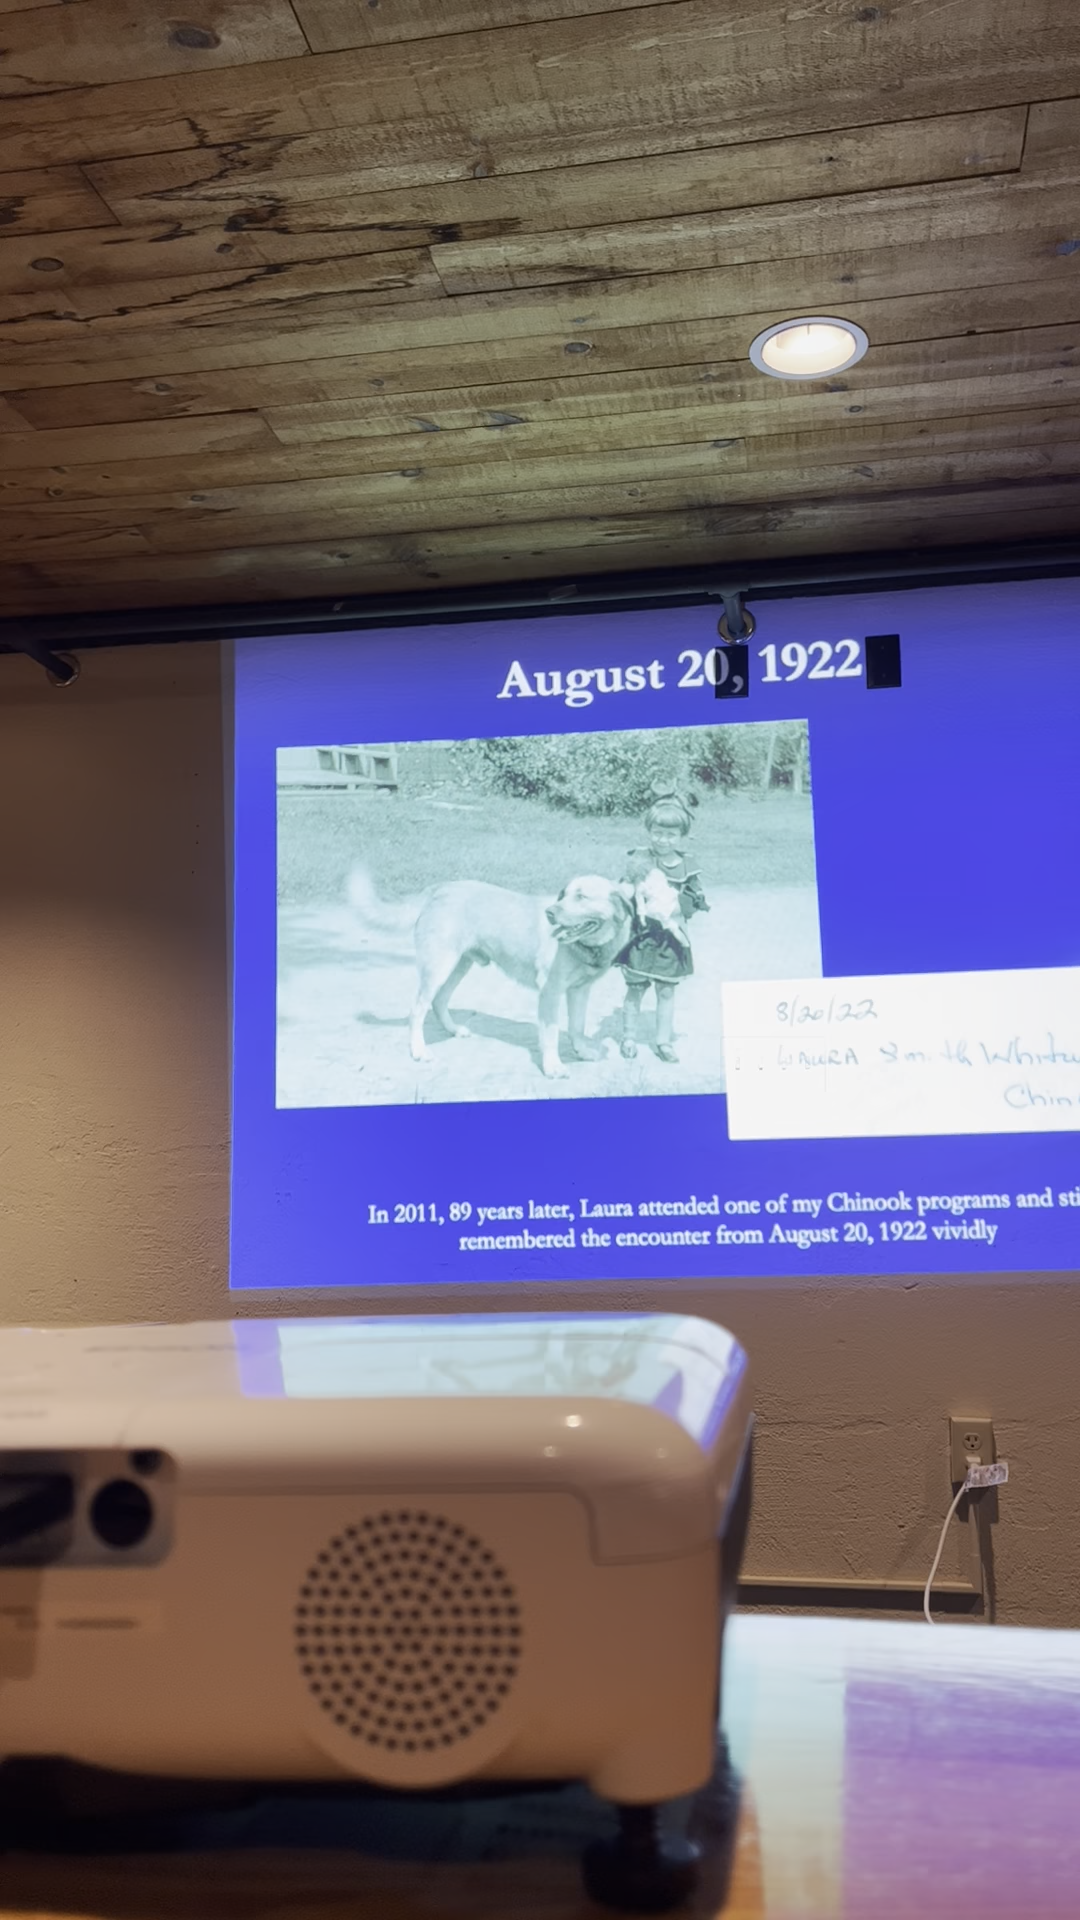 August 20, 1922
8/20/22
LAURA Smith
In 2011, 89 years later, Laura attended one of my Chinook programs and
remembered the encounter from August 20, 1922 vividly